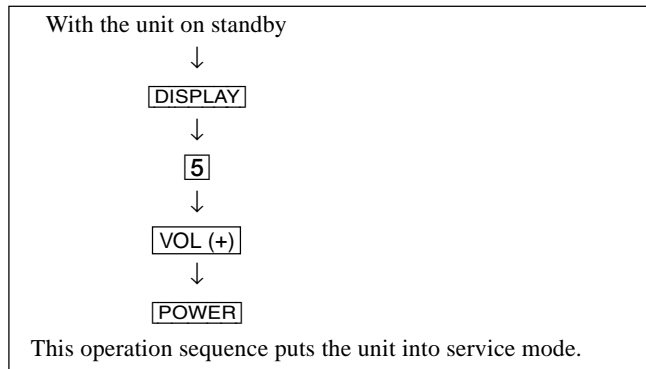 With the unit on standby
↓
DISPLAY
↓
5
↓
VOL (+)
↓
POWER
This operation sequence puts the unit into service mode.